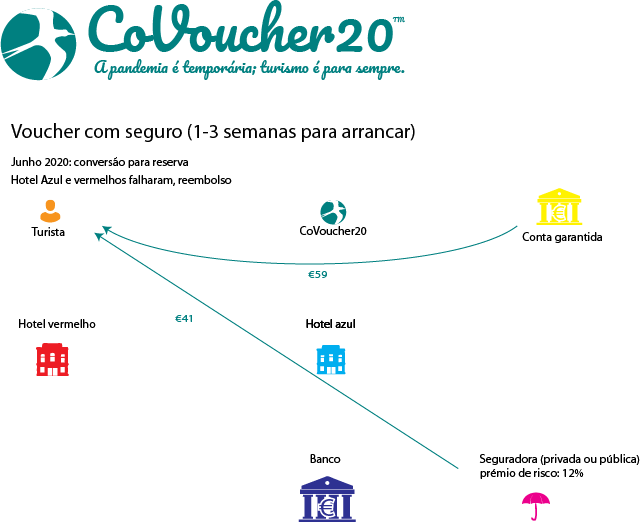 CoVoucher20™
A pandemia é temporária; turismo é para sempre.
Voucher com seguro (1-3 semanas para arrancar)
Junho 2020: conversão para reserva
Hotel Azul e vermelhos falharam, reembolso
Turista
CoVoucher20
Conta garantida
€59
Hotel vermelho
€41
Hotel azul
Banco
Seguradora (privada ou pública)
prémio de risco: 12%